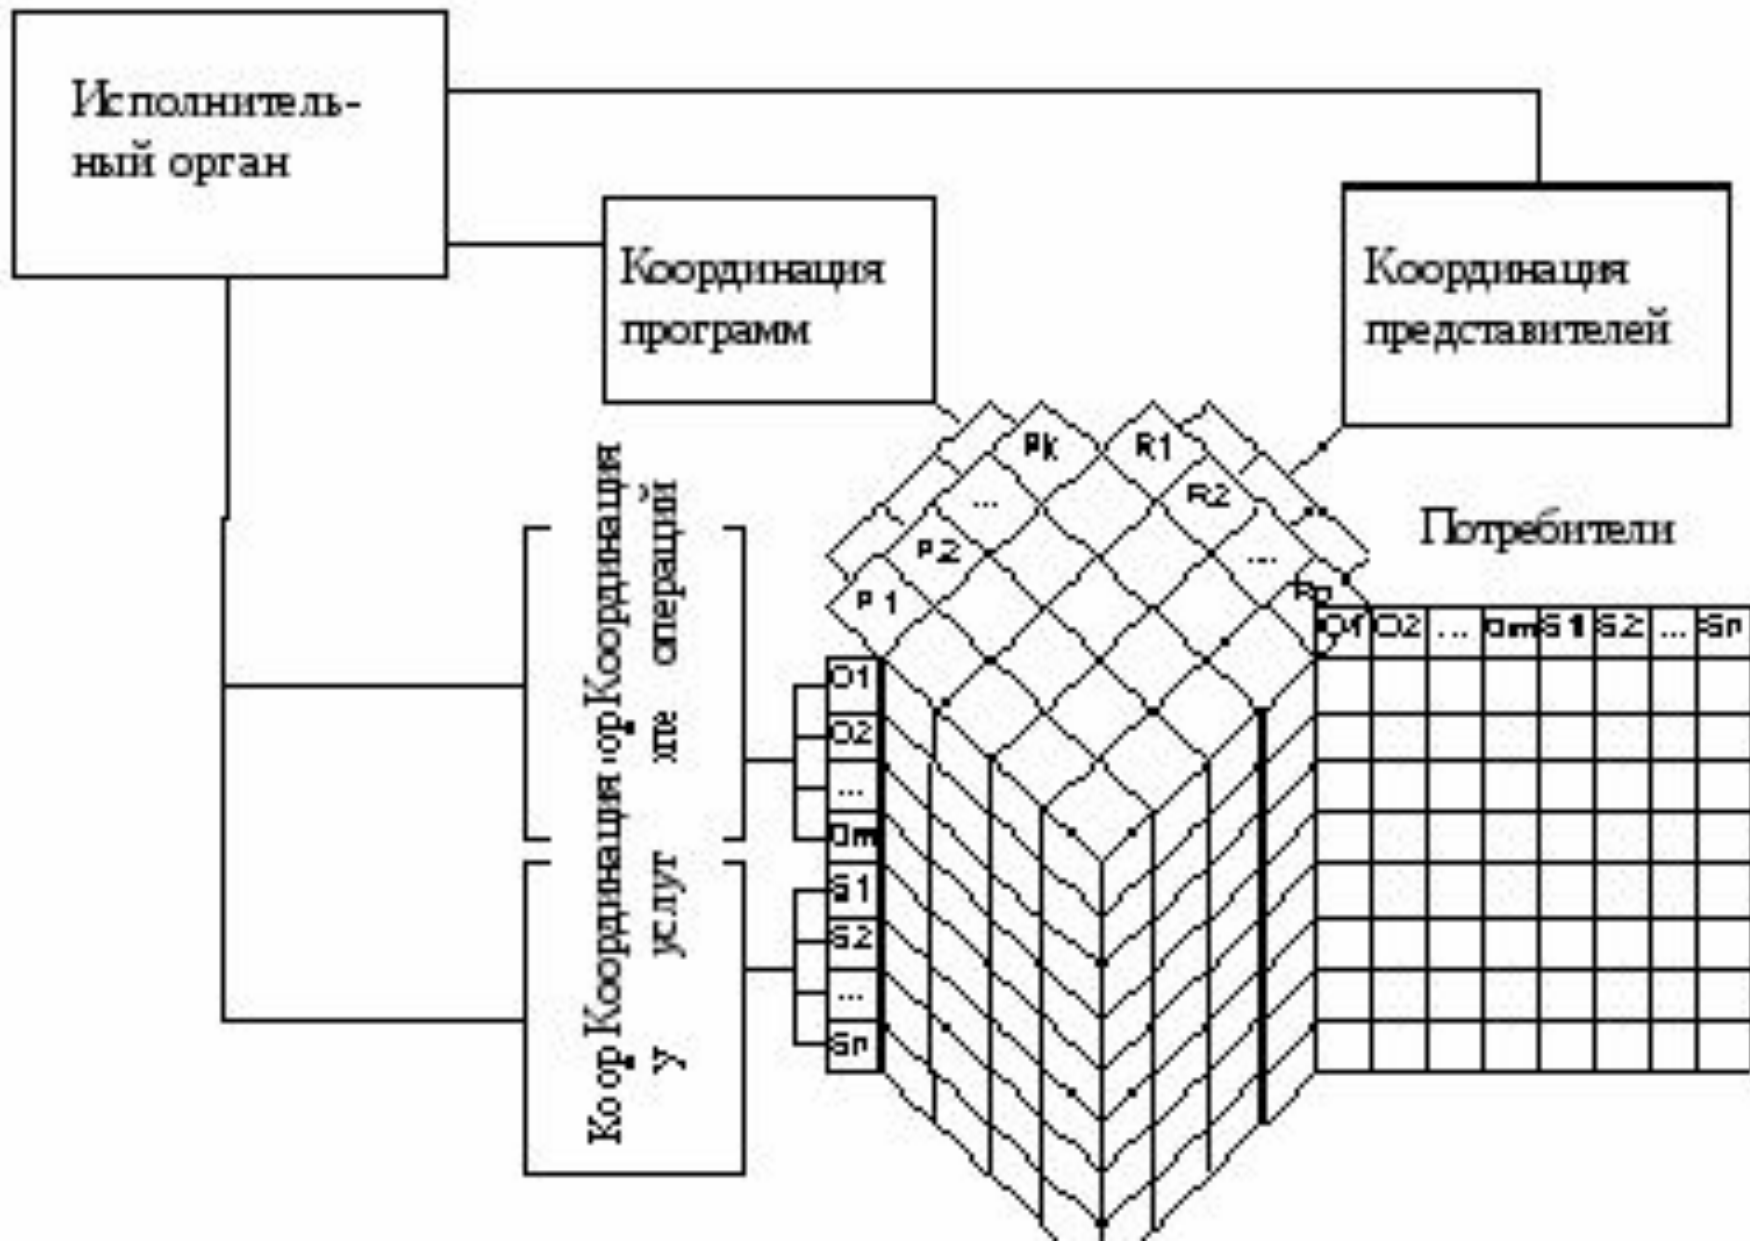 Исполнитель-
ный орган
Координация
программ
Координация
представителей
Потребители
Pk
R1
...
R2
P2
...
P1
O1
O2
...
Om
S1
S2
...
Sn
O1
O2
...
Om
S1
S2
...
Sn
Координация
операций
Координация
услуг